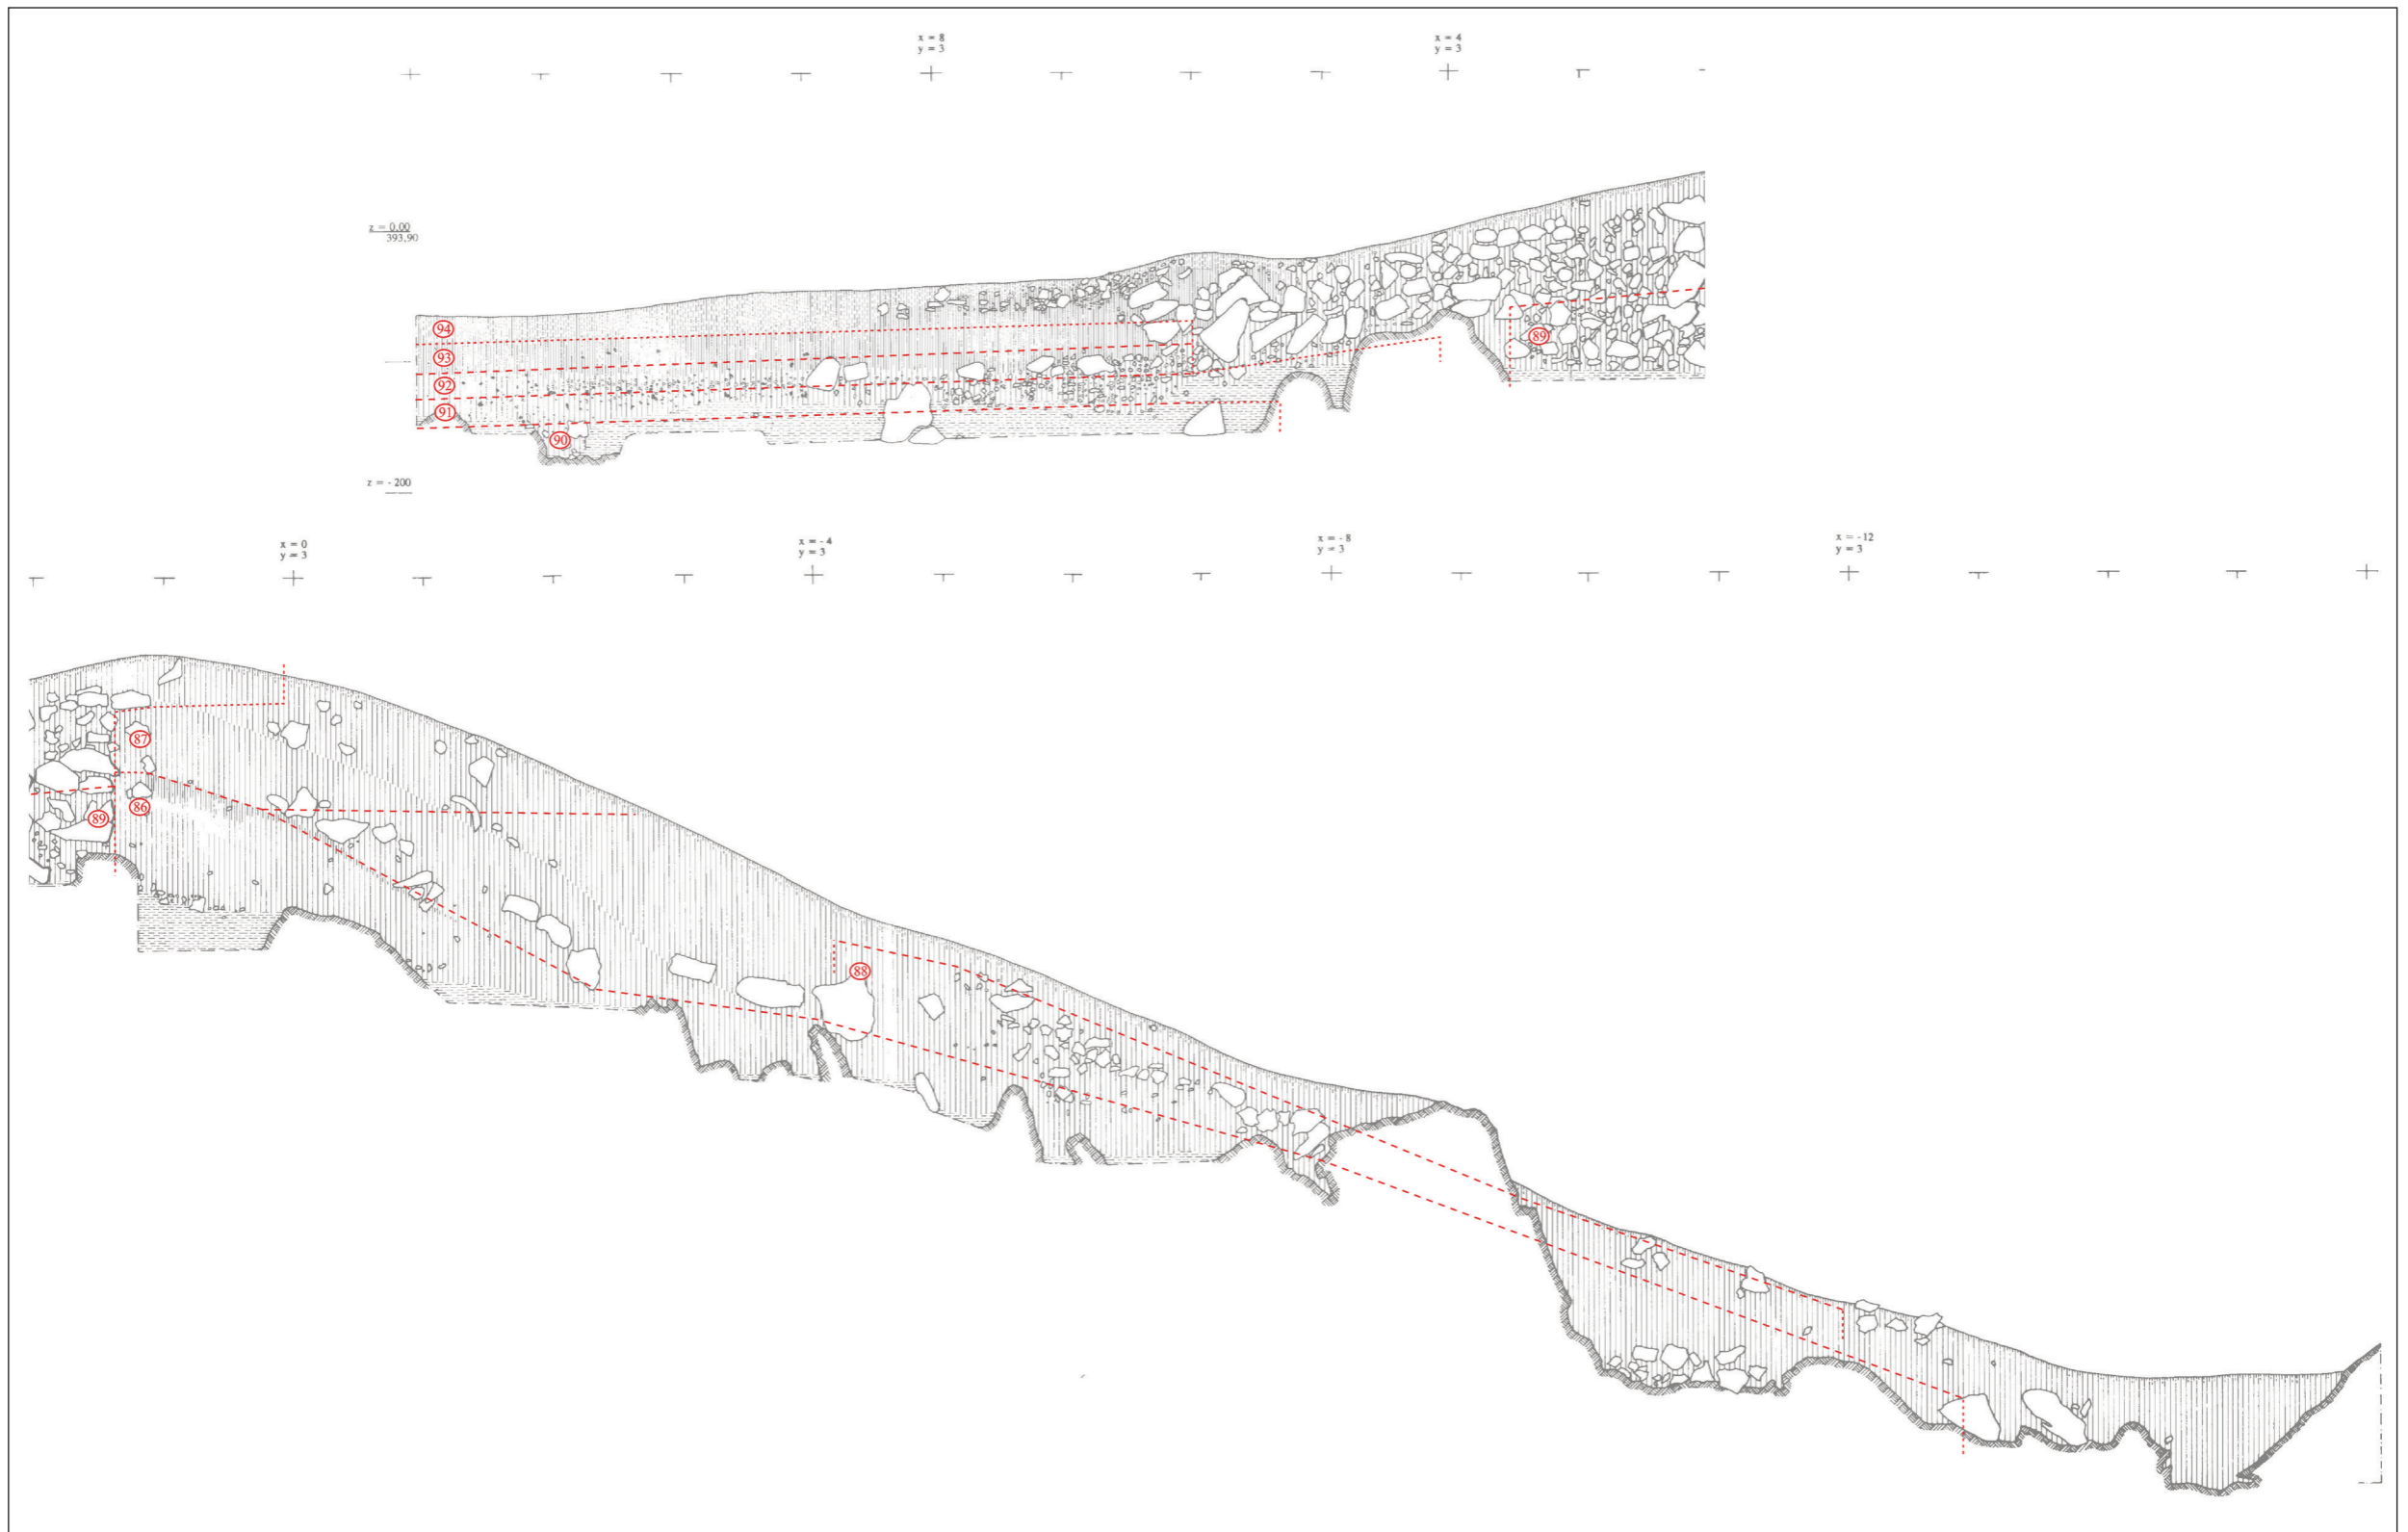 x = 8
y = 3
x = 4
y = 3
z = 0,00
393,90
94
93
92
91
90
89
z = - 200
x = 0
y = 3
x = - 4
y = 3
x = - 8
y = 3
x = -12
y = 3
87
86
89
88